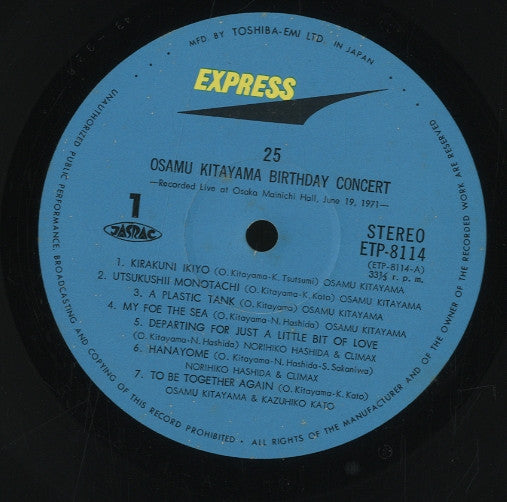 MFD. BY TOSHIBA-EMI LTD. IN JAPAN
EXPRESS
25
OSAMU KITAYAMA BIRTHDAY CONCERT
—Recorded Live at Osaka Mainichi Hall, June 19, 1971—
1
JASRAC
STEREO
ETP-8114
(ETP-8114-A)
33⅓ r. p. m.
1. KIRAKUNI IKIYO (O.Kitayama-K.Tsutsumi) OSAMU KITAYAMA
2. UTSUKUSHII MONOTACHI (O.Kitayama-K.Kato) OSAMU KITAYAMA
3. A PLASTIC TANK (O.Kitayama) OSAMU KITAYAMA
4. MY FOE THE SEA (O.Kitayama-N.Hashida) OSAMU KITAYAMA
5. DEPARTING FOR JUST A LITTLE BIT OF LOVE
(O.Kitayama-N.Hashida) NORIHIKO HASHIDA & CLIMAX
6. HANAYOME (O.Kitayama-N.Hashida-S.Sakaniwa)
NORIHIKO HASHIDA & CLIMAX
7. TO BE TOGETHER AGAIN (O.Kitayama-K.Kato)
OSAMU KITAYAMA & KAZUHIKO KATO
UNAUTHORIZED PUBLIC PERFORMANCE, BROADCASTING AND COPYING OF THIS RECORD PROHIBITED • ALL RIGHTS OF THE MANUFACTURER AND OF THE OWNER OF THE RECORDED WORK ARE RESERVED